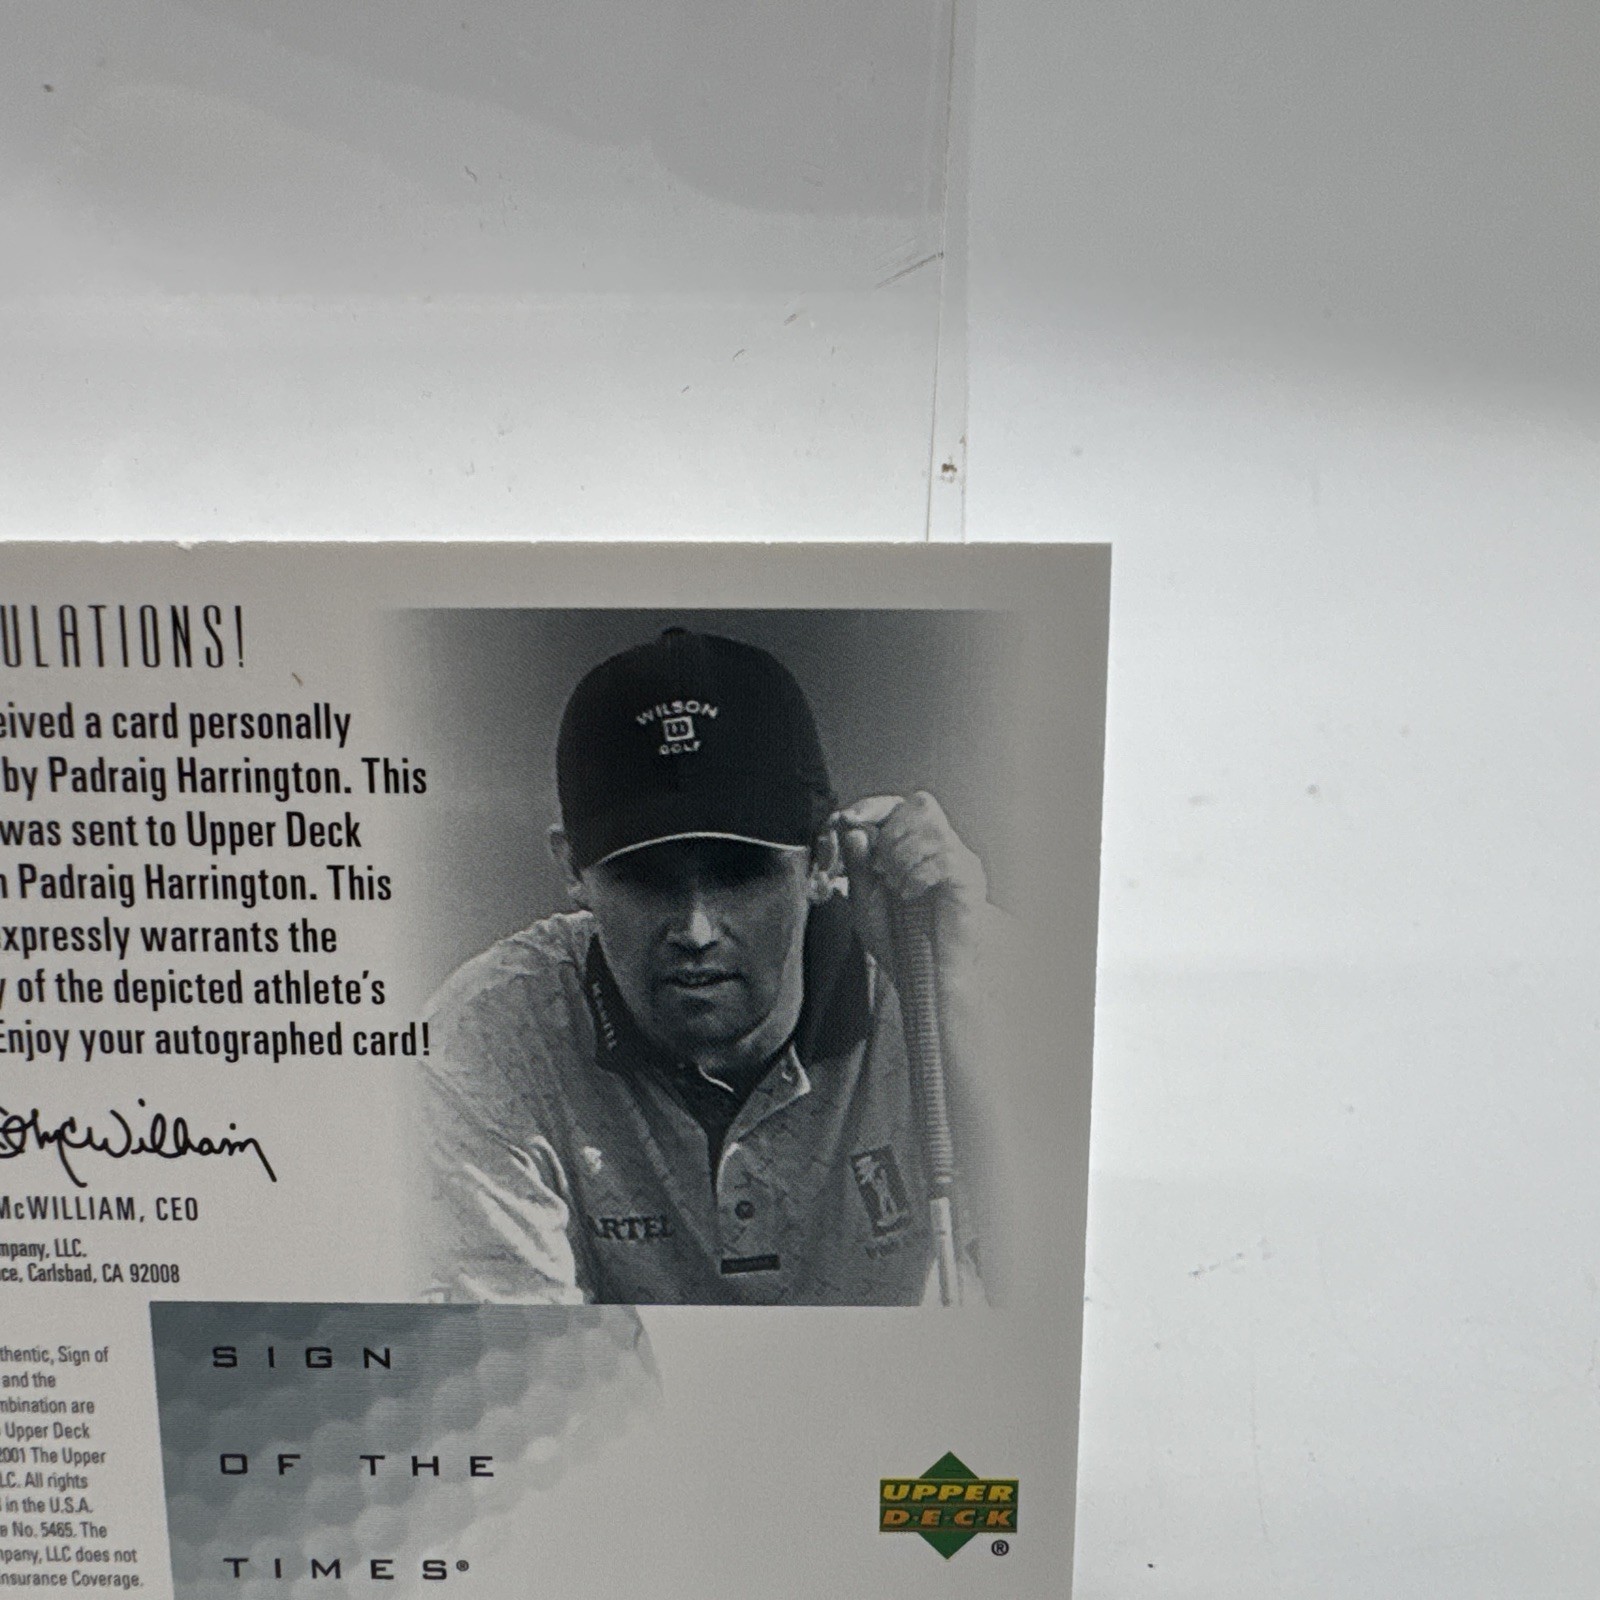 ULATIONS!
eived a card personally
by Padraig Harrington. This
was sent to Upper Deck
n Padraig Harrington. This
expressly warrants the
y of the depicted athlete's
Enjoy your autographed card!
McWilliam
McWILLIAM, CEO
mpany, LLC.
ce, Carlsbad, CA 92008
WILSON
W
GOLF
ARTEL
thentic, Sign of
and the
mbination are
Upper Deck
2001 The Upper
LC. All rights
in the U.S.A.
e No. 5465. The
mpany, LLC does not
nsurance Coverage.
SIGN
OF THE
TIMES®
UPPER
D·E·C·K
®